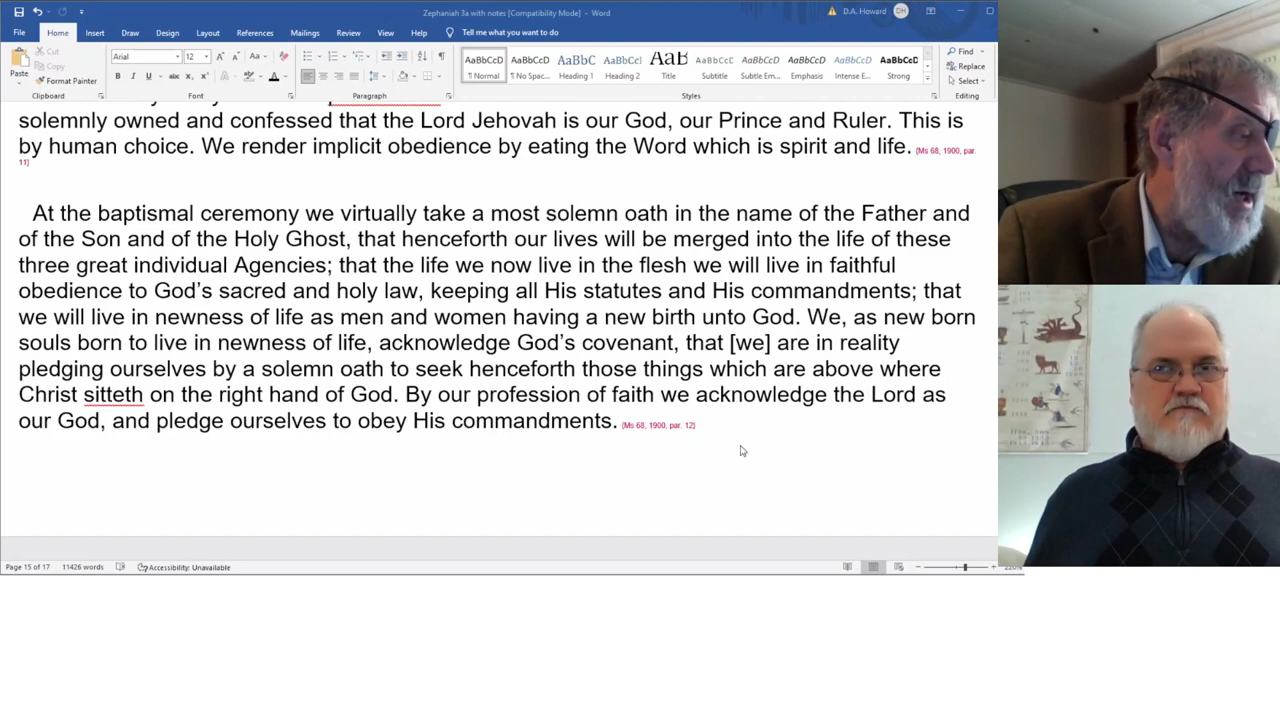 Zephaniah 3a with notes [Compatibility Mode] - Word
D.A. Howard
DH
File Home Insert Draw Design Layout References Mailings Review View Help Tell me what you want to do
Paste
Cut
Copy
Format Painter
Clipboard
Arial 12
Font
Paragraph
AaBbCcD AaBbCcD AaBbC AaBbCcI AaB AaBbCcD AaBbCcD AaBbCcD AaBbCcD AaBbCcD
¶ Normal ¶ No Spac... Heading 1 Heading 2 Title Subtitle Subtle Em... Emphasis Intense E... Strong
Styles
Find
Replace
Select
Editing
solemnly owned and confessed that the Lord Jehovah is our God, our Prince and Ruler. This is
by human choice. We render implicit obedience by eating the Word which is spirit and life. {Ms 68, 1900, par.
11}
At the baptismal ceremony we virtually take a most solemn oath in the name of the Father and
of the Son and of the Holy Ghost, that henceforth our lives will be merged into the life of these
three great individual Agencies; that the life we now live in the flesh we will live in faithful
obedience to God's sacred and holy law, keeping all His statutes and His commandments; that
we will live in newness of life as men and women having a new birth unto God. We, as new born
souls born to live in newness of life, acknowledge God's covenant, that [we] are in reality
pledging ourselves by a solemn oath to seek henceforth those things which are above where
Christ sitteth on the right hand of God. By our profession of faith we acknowledge the Lord as
our God, and pledge ourselves to obey His commandments. {Ms 68, 1900, par. 12}
Page 15 of 17 11426 words Accessibility: Unavailable